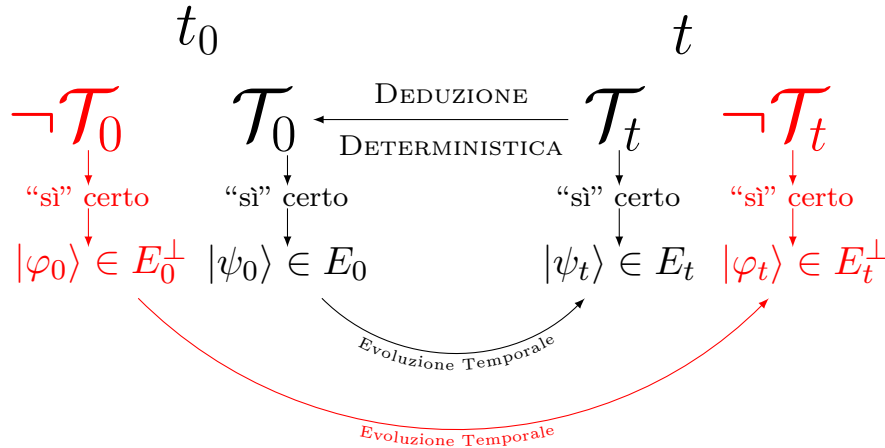 t₀ t
¬𝒯₀ 𝒯₀ DEDUZIONE DETERMINISTICA 𝒯ₜ ¬𝒯ₜ
“sì” certo “sì” certo “sì” certo “sì” certo
|φ₀⟩ ∈ E₀^⊥ |ψ₀⟩ ∈ E₀ |ψₜ⟩ ∈ Eₜ |φₜ⟩ ∈ Eₜ^⊥
Evoluzione Temporale
Evoluzione Temporale